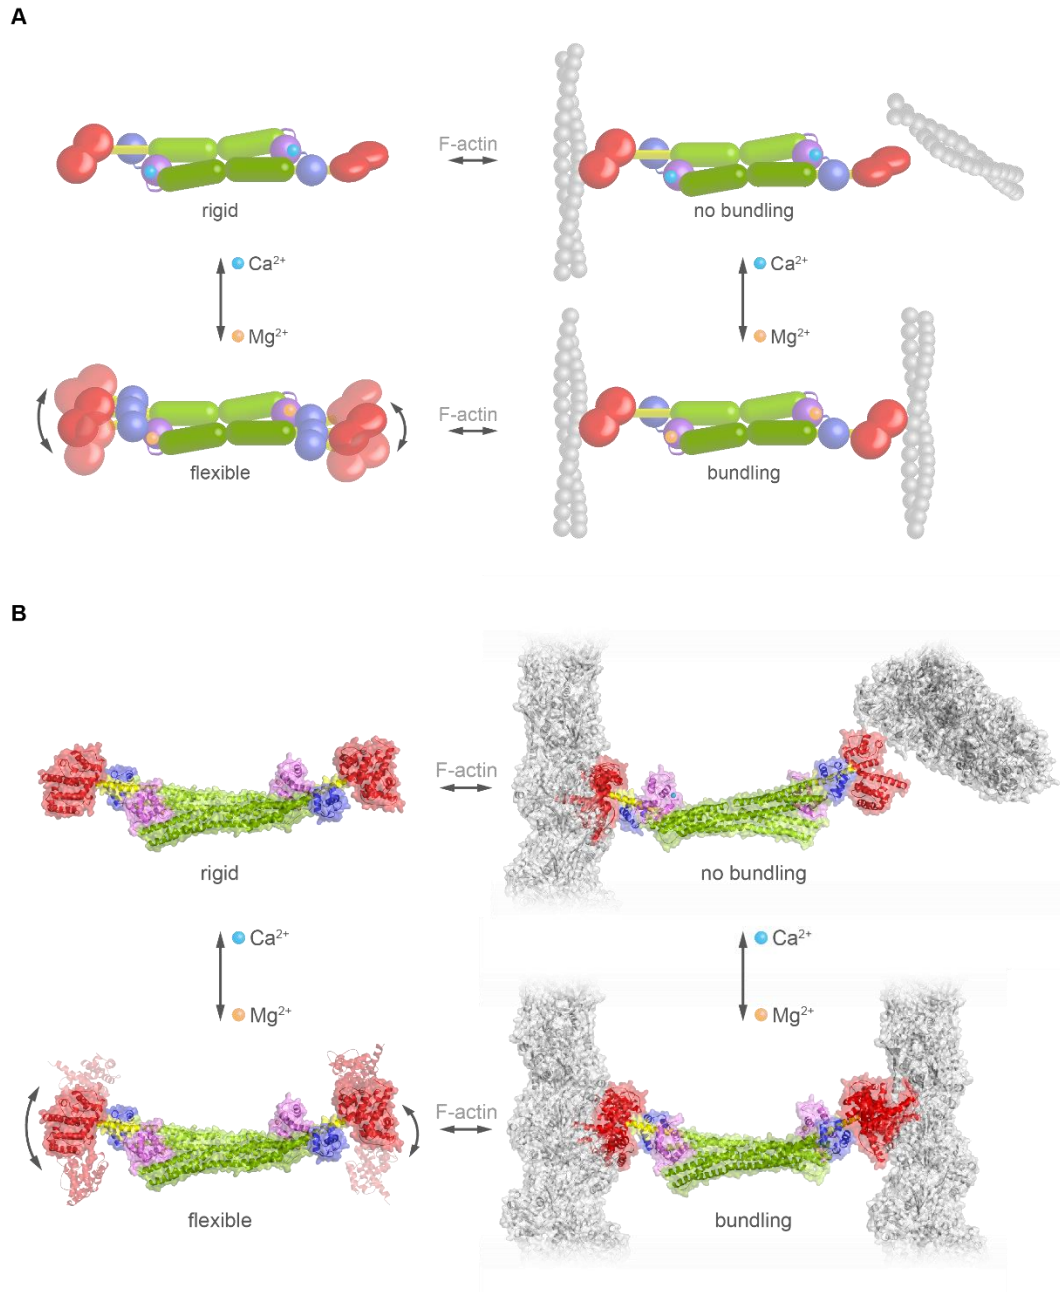 A
F-actin
rigid
no bundling
Ca²⁺
Ca²⁺
Mg²⁺
Mg²⁺
F-actin
flexible
bundling
B
F-actin
rigid
no bundling
Ca²⁺
Ca²⁺
Mg²⁺
Mg²⁺
F-actin
flexible
bundling